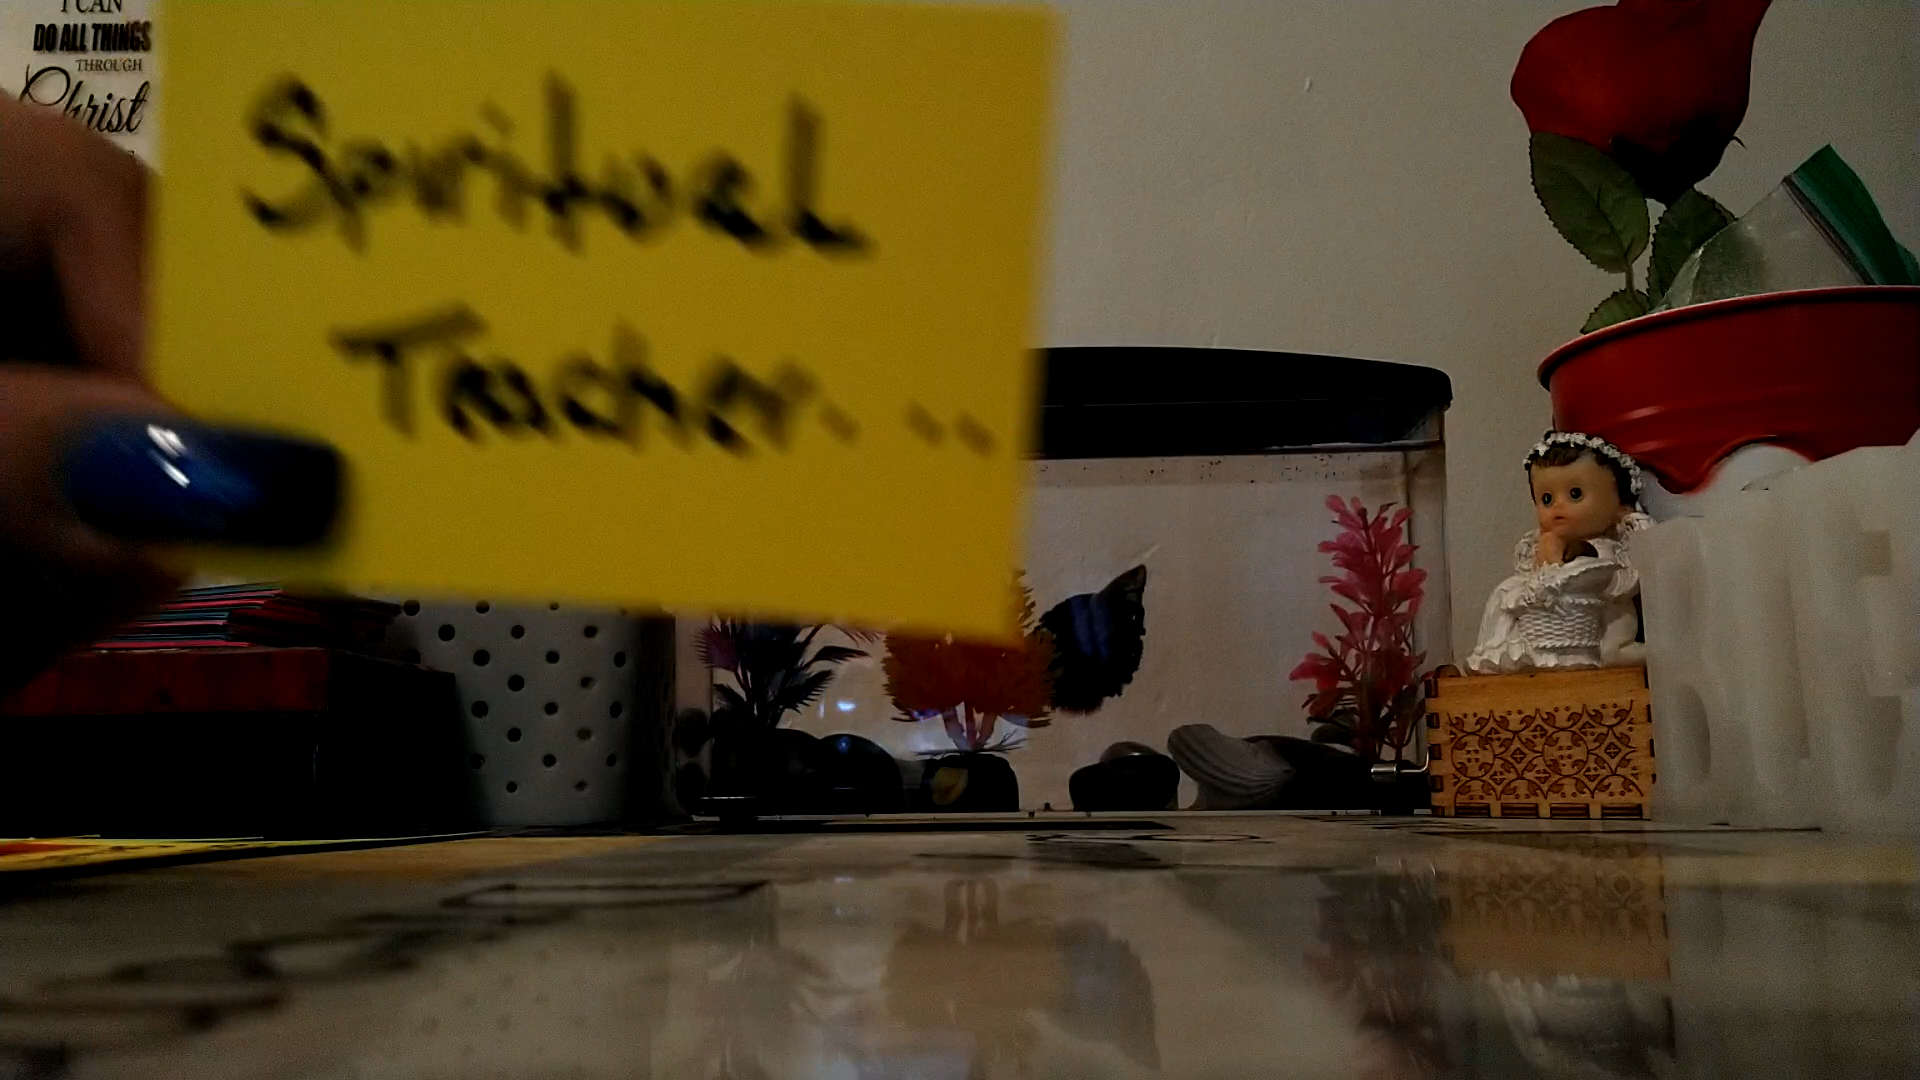 I CAN
DO ALL THINGS
THROUGH
Christ
Spiritual
Teacher...